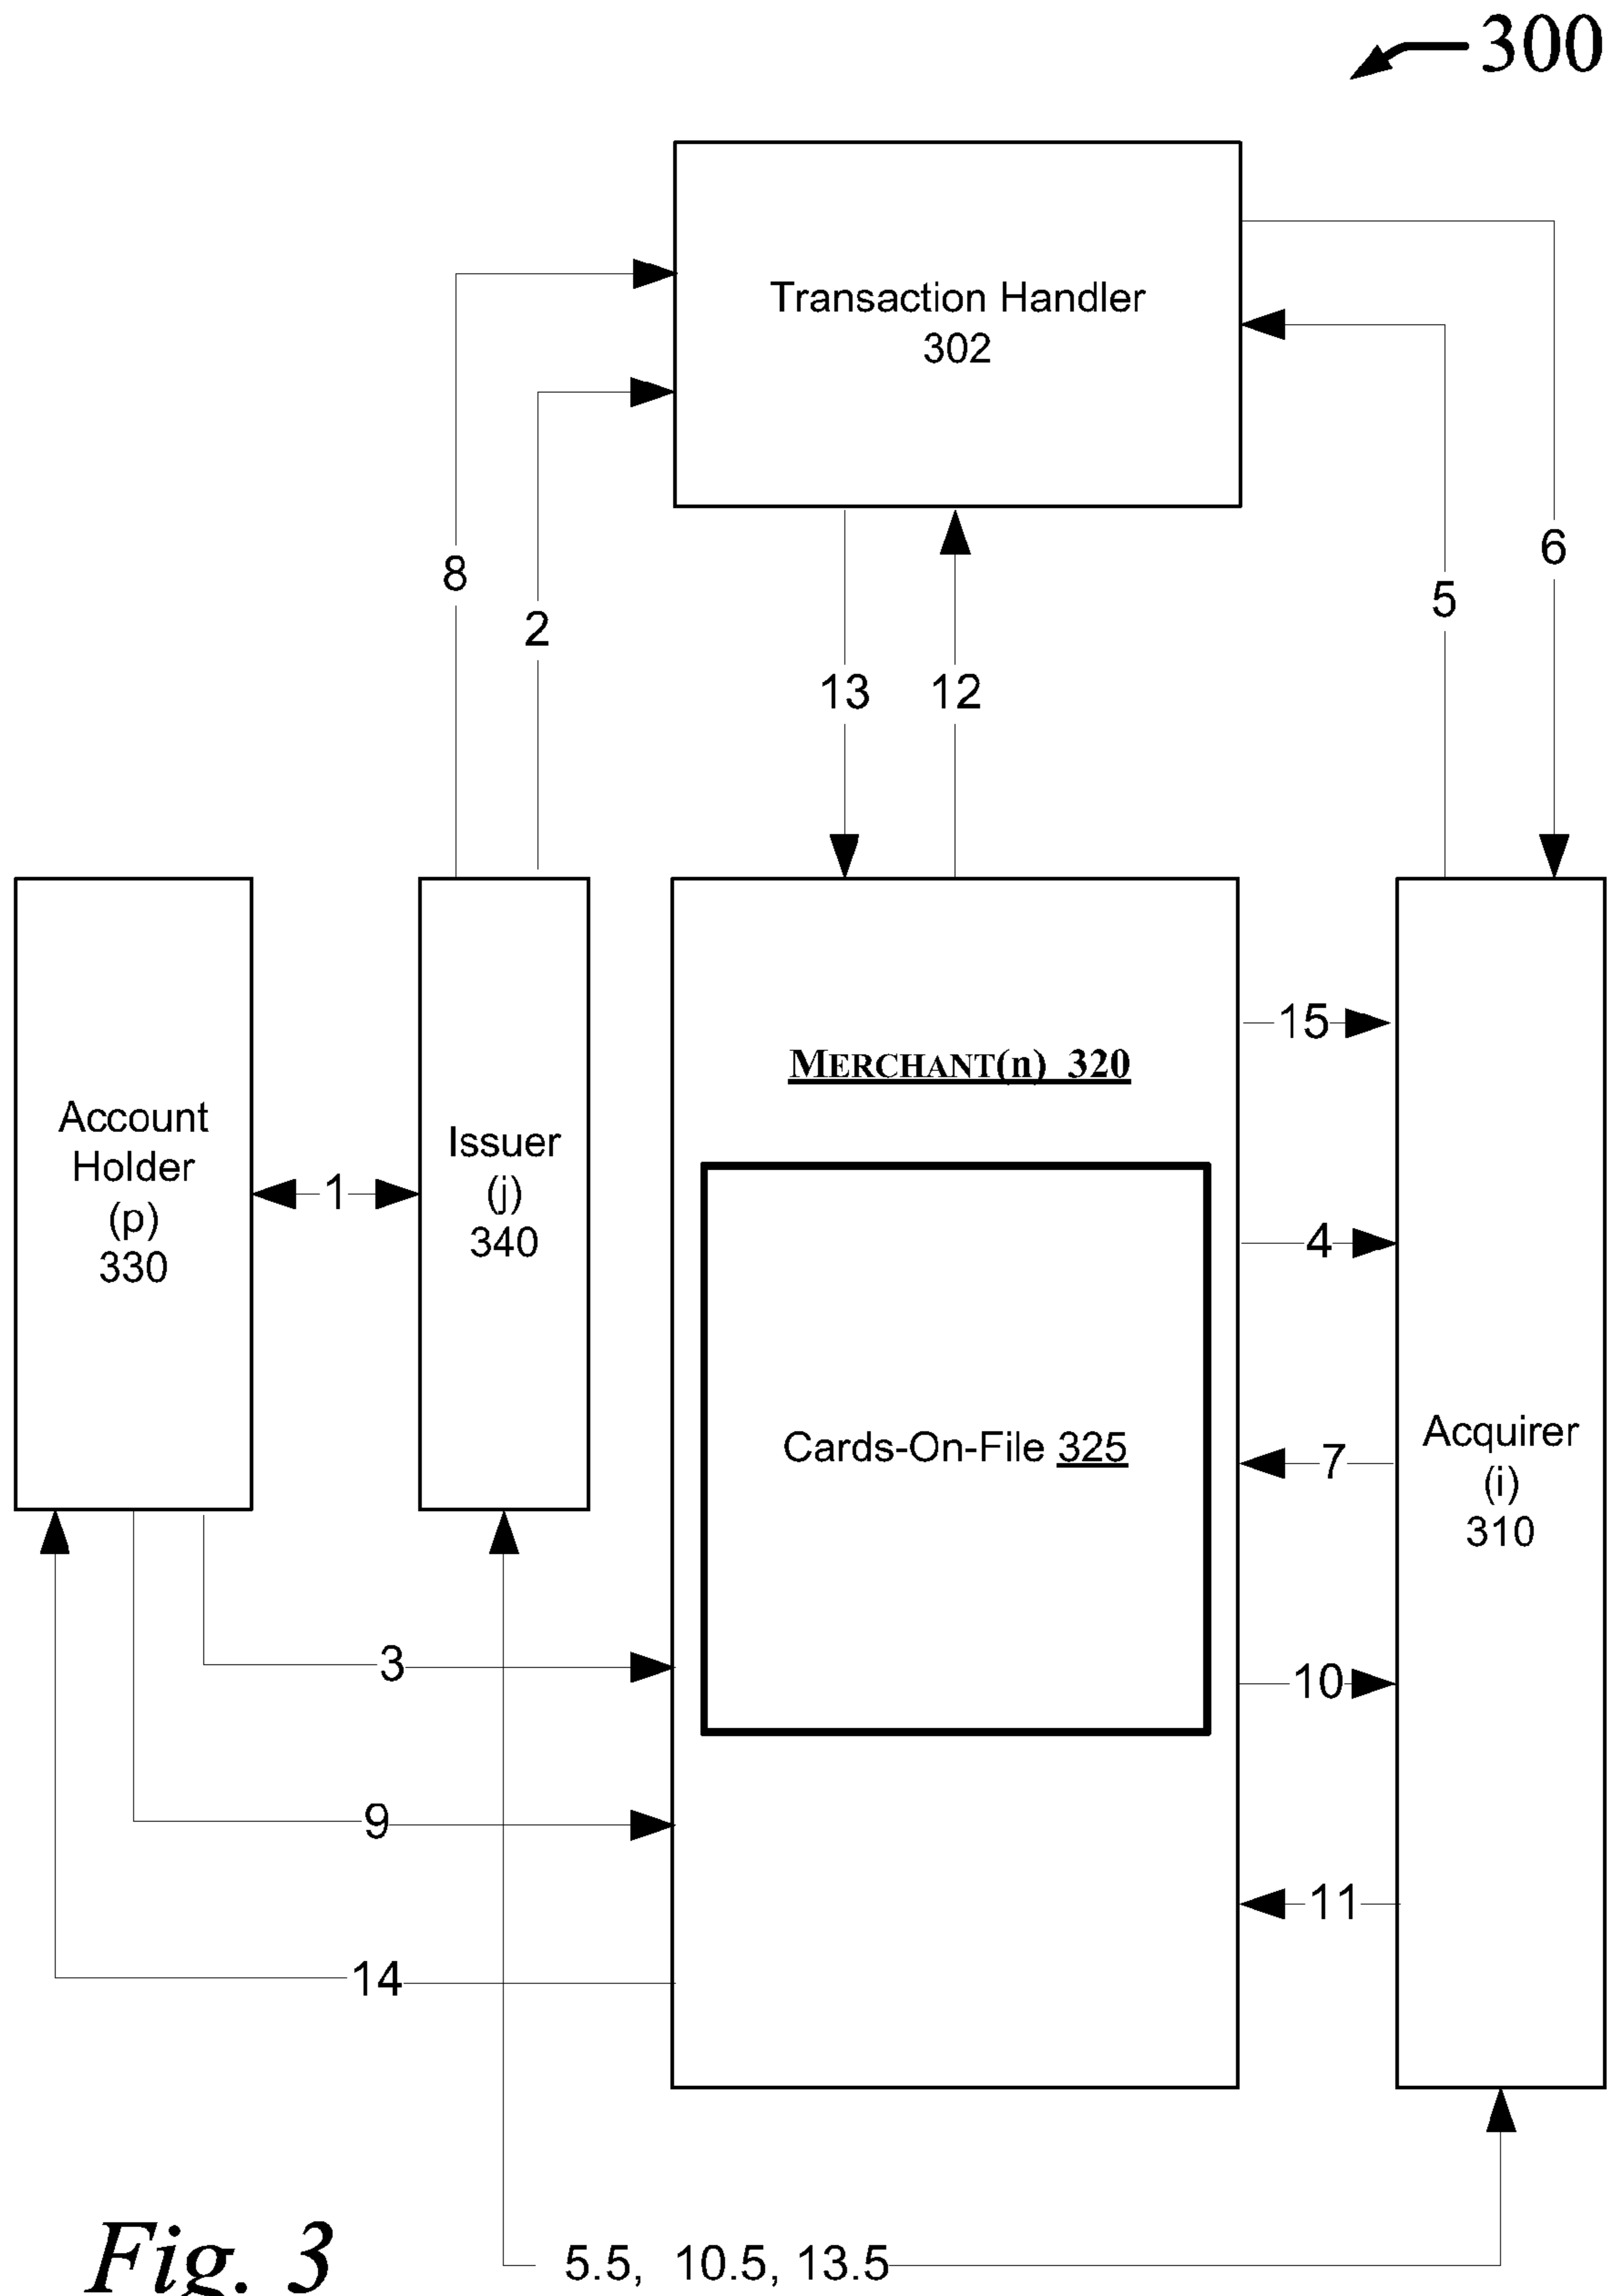 300
Transaction Handler
302
8
2
13
12
5
6
Account
Holder
(p)
330
1
Issuer
(j)
340
MERCHANT(n) 320
Cards-On-File 325
15
4
7
10
11
Acquirer
(i)
310
3
9
14
5.5, 10.5, 13.5
Fig. 3